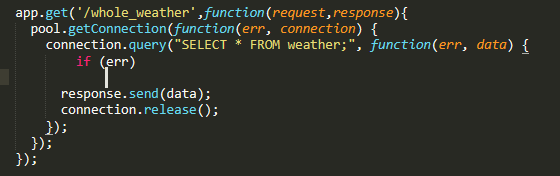 app.get('/whole_weather',function(request,response){
pool.getConnection(function(err, connection) {
connection.query("SELECT * FROM weather;", function(err, data) {
if (err)
response.send(data);
connection.release();
});
});
});